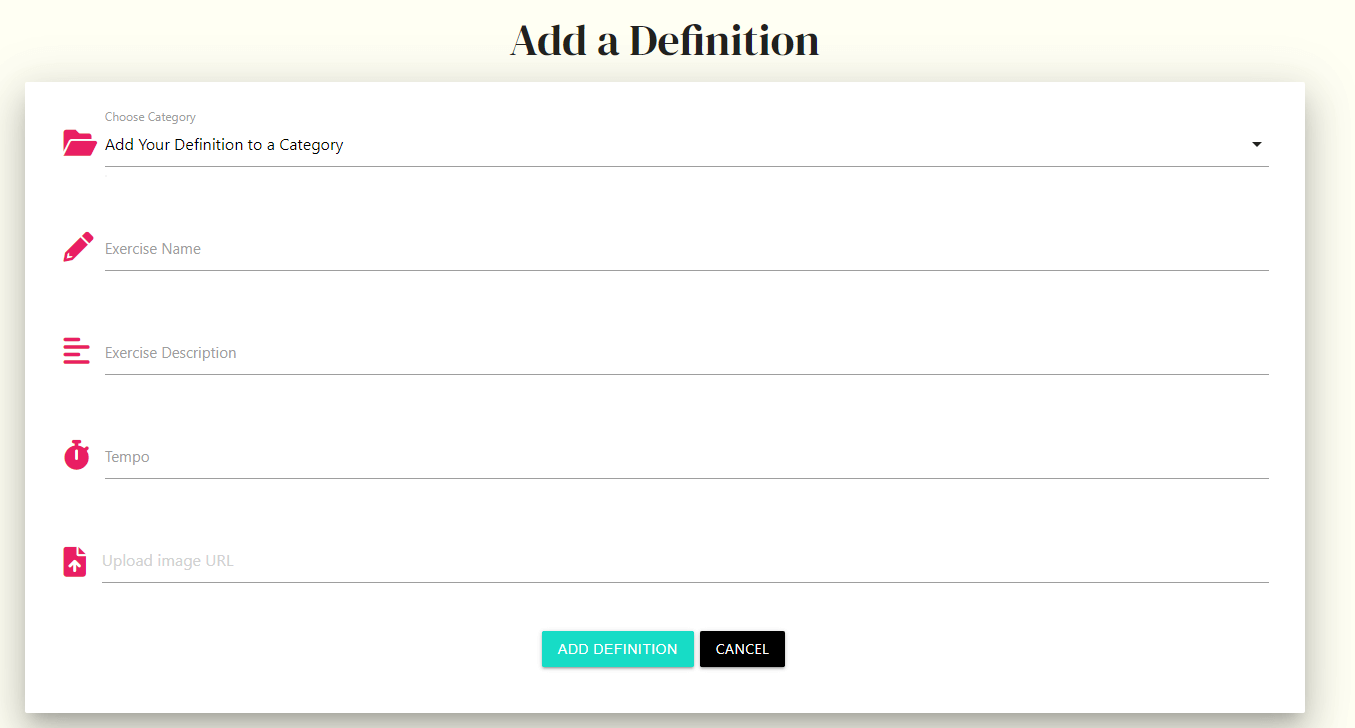 Add a Definition
Choose Category
Add Your Definition to a Category
Exercise Name
Exercise Description
Tempo
Upload image URL
ADD DEFINITION
CANCEL